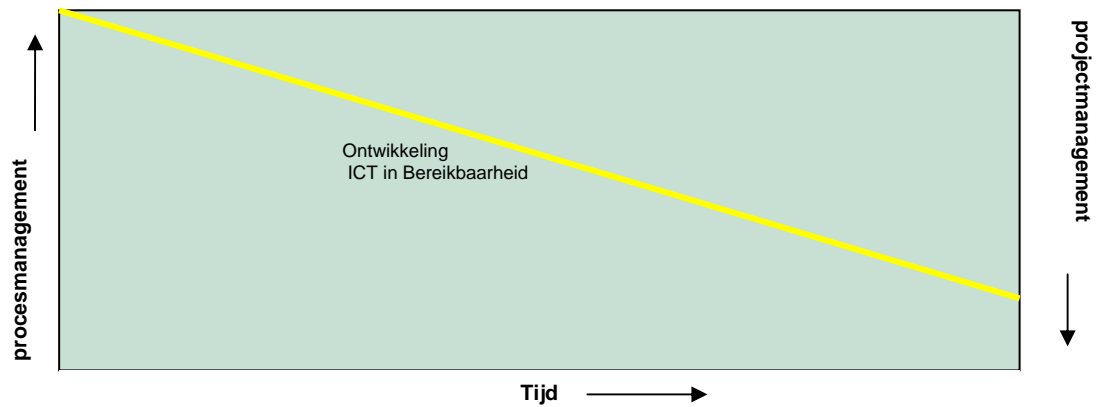 procesmanagement
Ontwikkeling
ICT in Bereikbaarheid
projectmanagement
Tijd